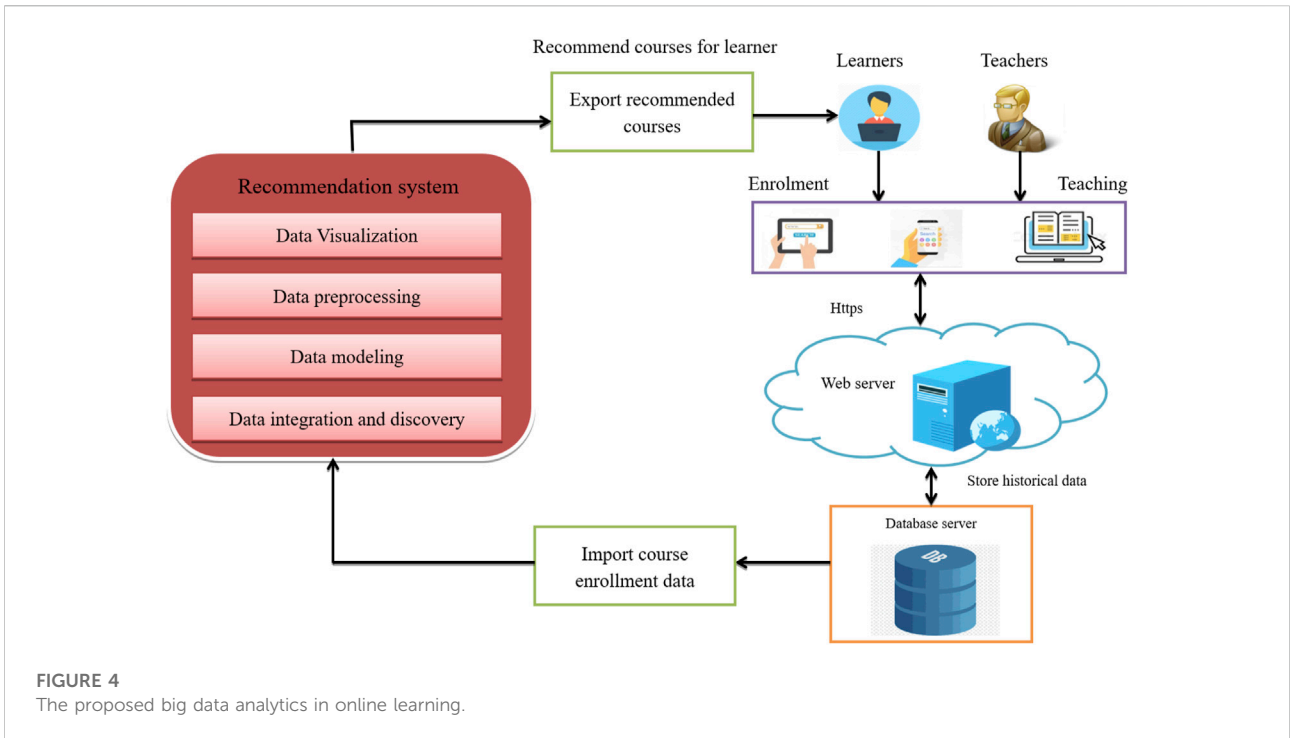 Recommend courses for learner
Learners
Teachers
Export recommended
courses
Recommendation system
Enrolment
Teaching
Data Visualization
Data preprocessing
Https
Data modeling
Web server
Data integration and discovery
Store historical data
Database server
Import course
enrollment data
DB
FIGURE 4
The proposed big data analytics in online learning.